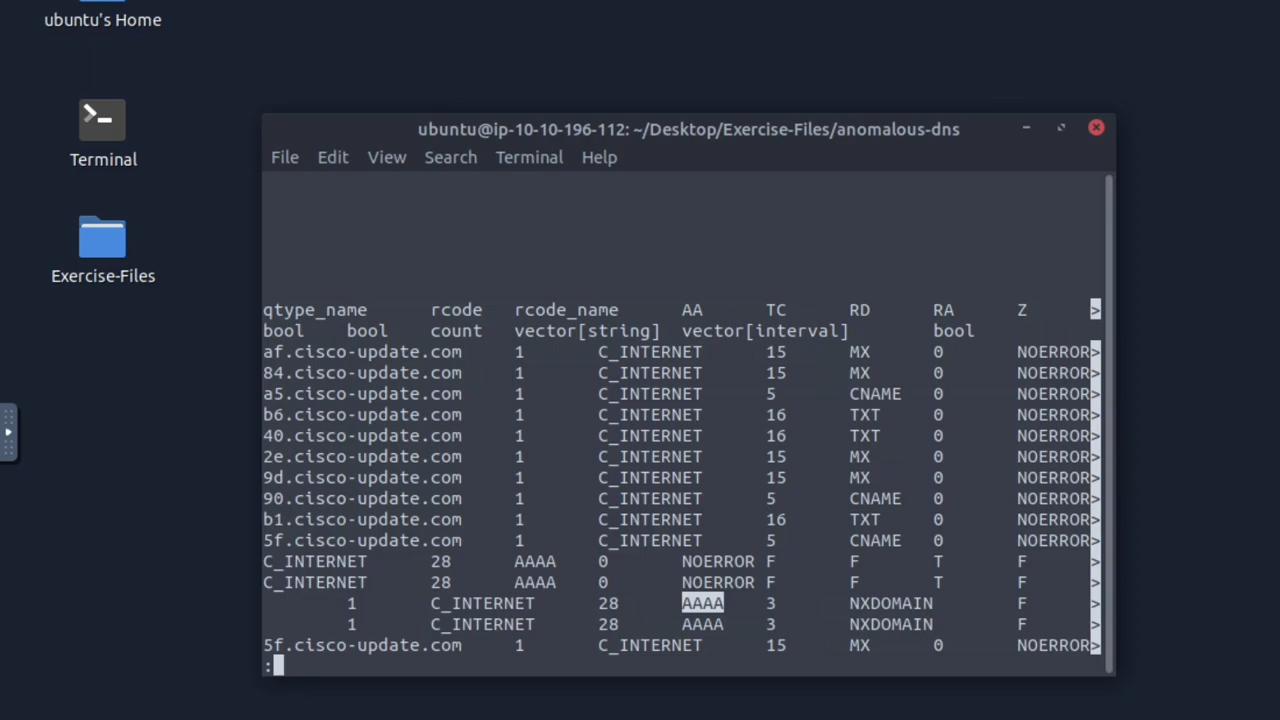 ubuntu's Home
Terminal
Exercise-Files
ubuntu@ip-10-10-196-112: ~/Desktop/Exercise-Files/anomalous-dns
File Edit View Search Terminal Help
qtype_name rcode rcode_name AA TC RD RA Z >
bool bool count vector[string] vector[interval] bool
af.cisco-update.com 1 C_INTERNET 15 MX 0 NOERROR>
84.cisco-update.com 1 C_INTERNET 15 MX 0 NOERROR>
a5.cisco-update.com 1 C_INTERNET 5 CNAME 0 NOERROR>
b6.cisco-update.com 1 C_INTERNET 16 TXT 0 NOERROR>
40.cisco-update.com 1 C_INTERNET 16 TXT 0 NOERROR>
2e.cisco-update.com 1 C_INTERNET 15 MX 0 NOERROR>
9d.cisco-update.com 1 C_INTERNET 15 MX 0 NOERROR>
90.cisco-update.com 1 C_INTERNET 5 CNAME 0 NOERROR>
b1.cisco-update.com 1 C_INTERNET 16 TXT 0 NOERROR>
5f.cisco-update.com 1 C_INTERNET 5 CNAME 0 NOERROR>
C_INTERNET 28 AAAA 0 NOERROR F F T F >
C_INTERNET 28 AAAA 0 NOERROR F F T F >
1 C_INTERNET 28 AAAA 3 NXDOMAIN F >
1 C_INTERNET 28 AAAA 3 NXDOMAIN F >
5f.cisco-update.com 1 C_INTERNET 15 MX 0 NOERROR>
: